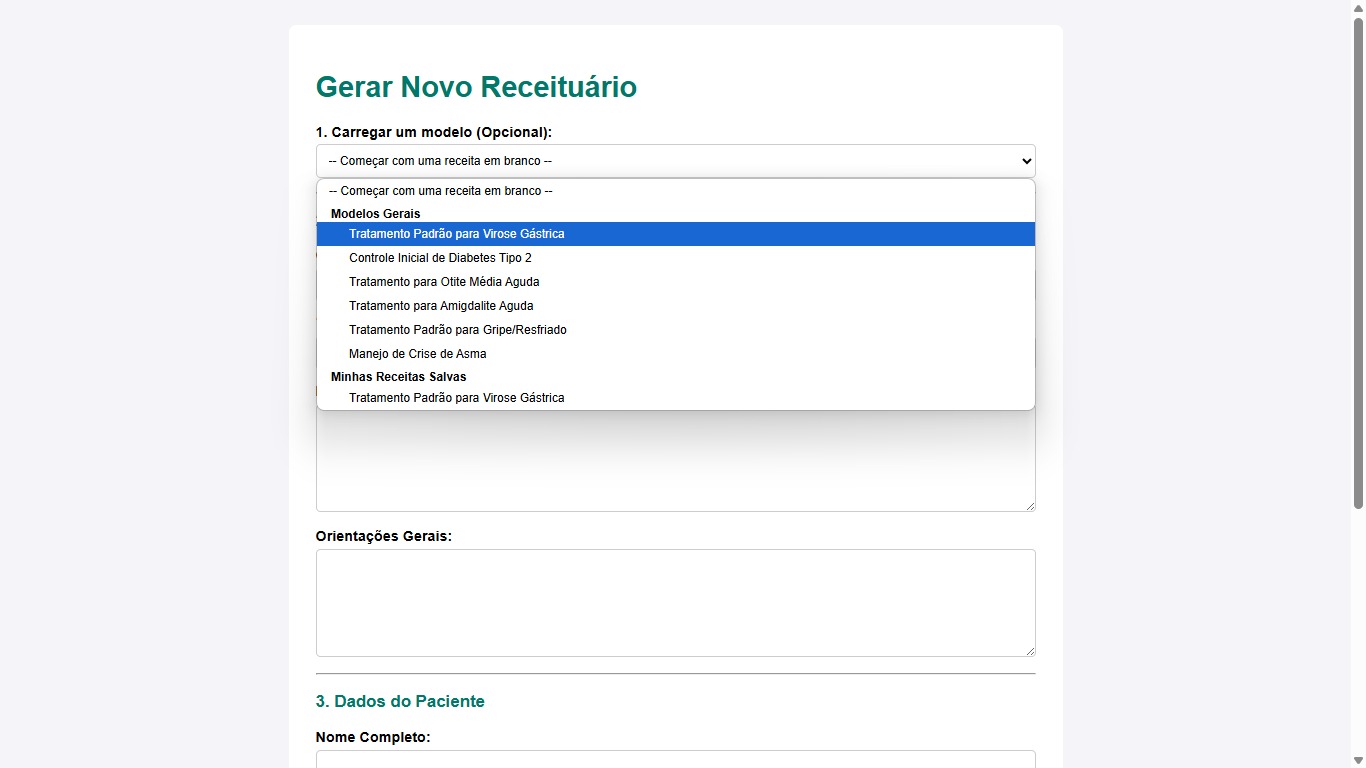 Gerar Novo Receituário
1. Carregar um modelo (Opcional):
-- Começar com uma receita em branco --
-- Começar com uma receita em branco --
Modelos Gerais
Tratamento Padrão para Virose Gástrica
Controle Inicial de Diabetes Tipo 2
Tratamento para Otite Média Aguda
Tratamento para Amigdalite Aguda
Tratamento Padrão para Gripe/Resfriado
Manejo de Crise de Asma
Minhas Receitas Salvas
Tratamento Padrão para Virose Gástrica
Orientações Gerais:
3. Dados do Paciente
Nome Completo: